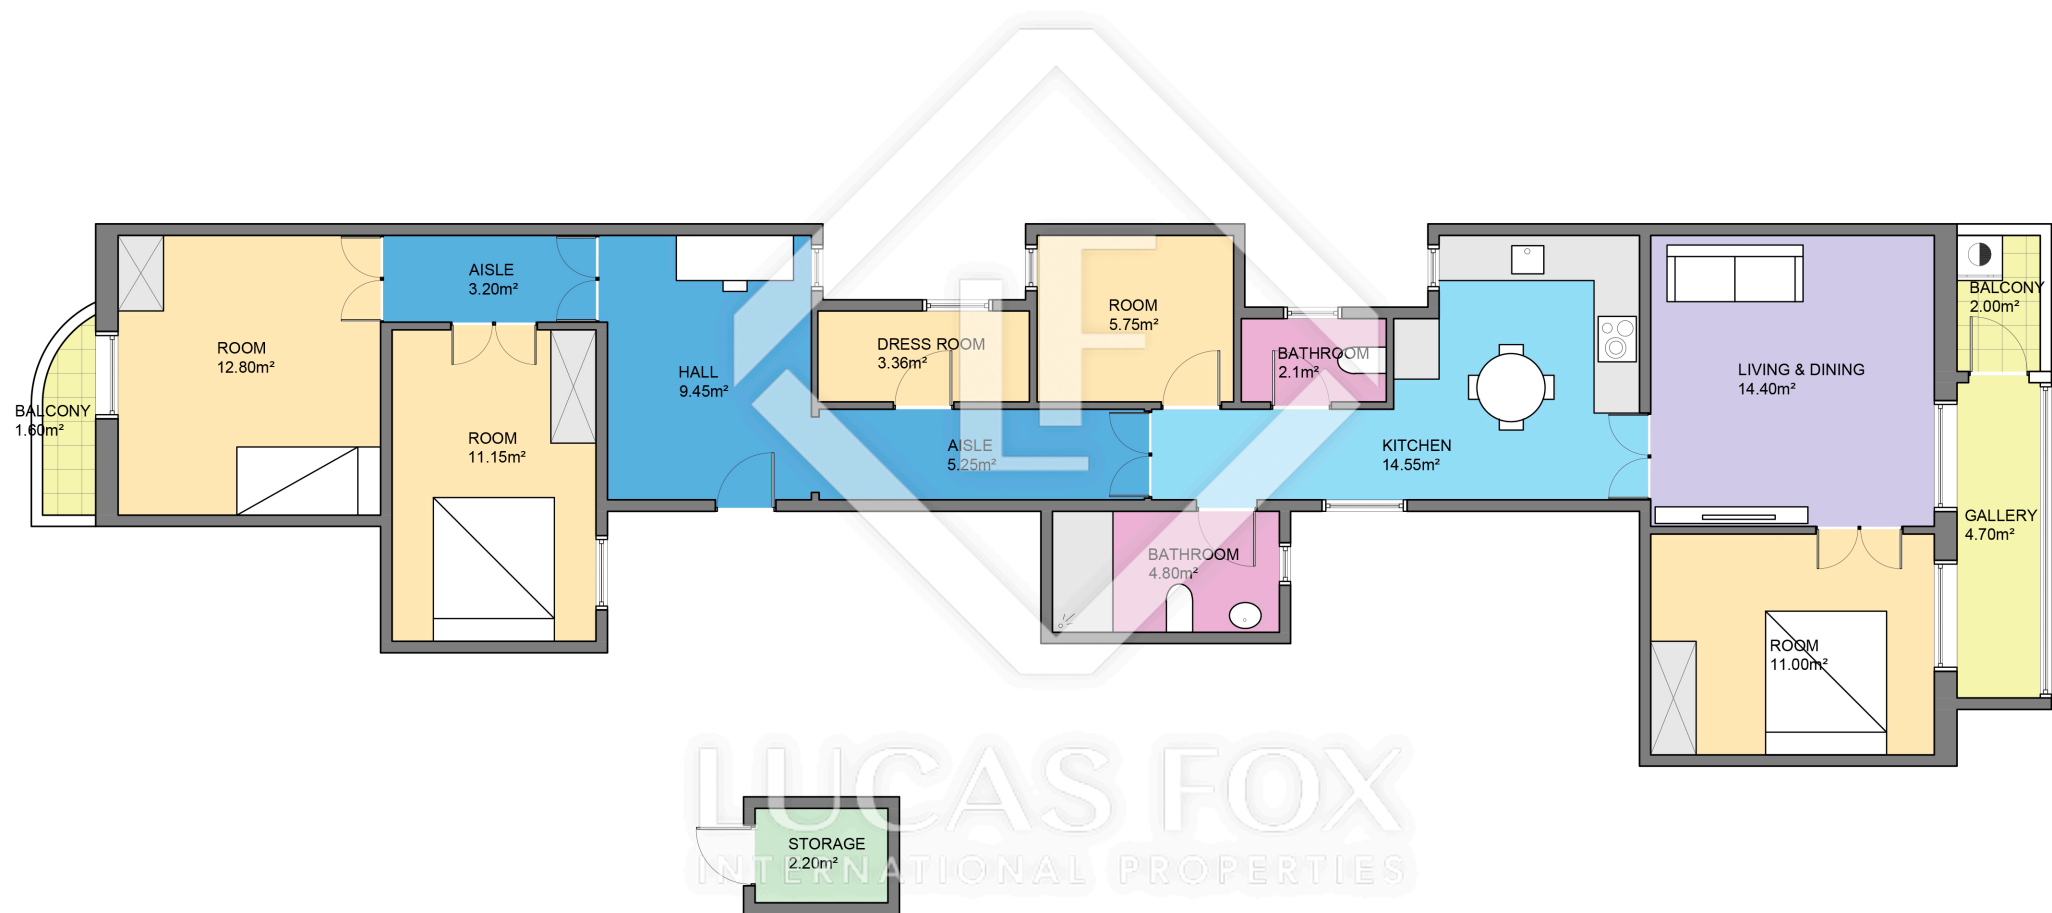 ROOM
12.80m²
BALCONY
1.60m²
AISLE
3.20m²
ROOM
11.15m²
HALL
9.45m²
DRESS ROOM
3.36m²
AISLE
5.25m²
ROOM
5.75m²
BATHROOM
2.1m²
BATHROOM
4.80m²
KITCHEN
14.55m²
LIVING & DINING
14.40m²
BALCONY
2.00m²
GALLERY
4.70m²
ROOM
11.00m²
STORAGE
2.20m²
LF
LUCAS FOX
INTERNATIONAL PROPERTIES